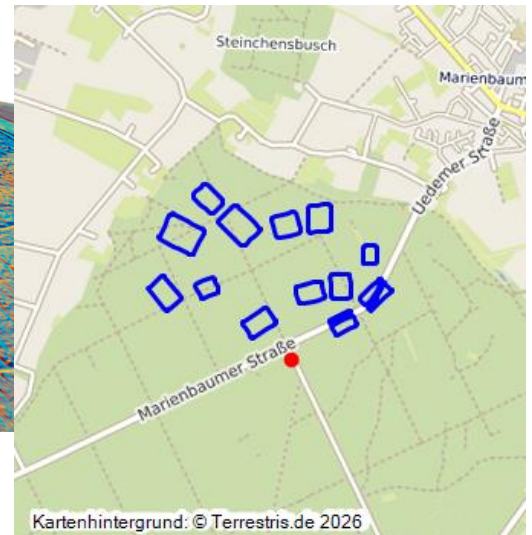 Steinchensbusch
Marienbaum
Uedemer Straße
Marienbaumer Straße
Kartenhintergrund: © Terrestris.de 2026